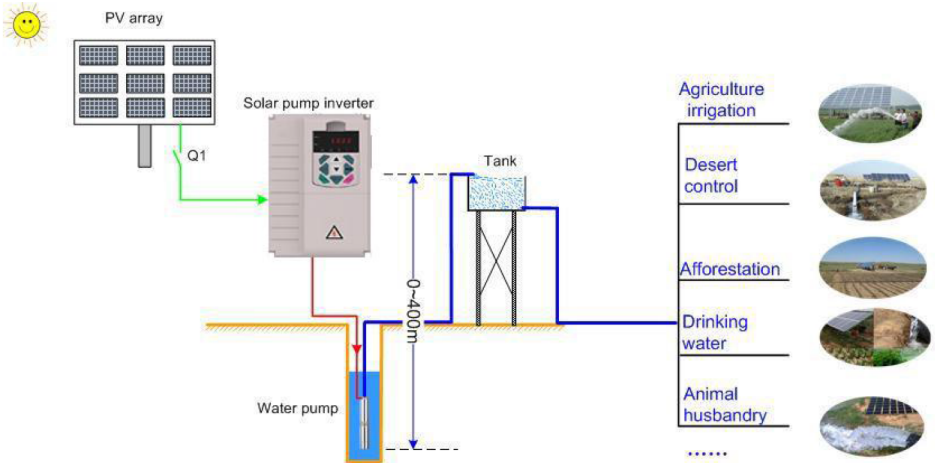 PV array
Solar pump inverter
Q1
Tank
0~400m
Water pump
Agriculture
irrigation
Desert
control
Afforestation
Drinking
water
Animal
husbandry
......